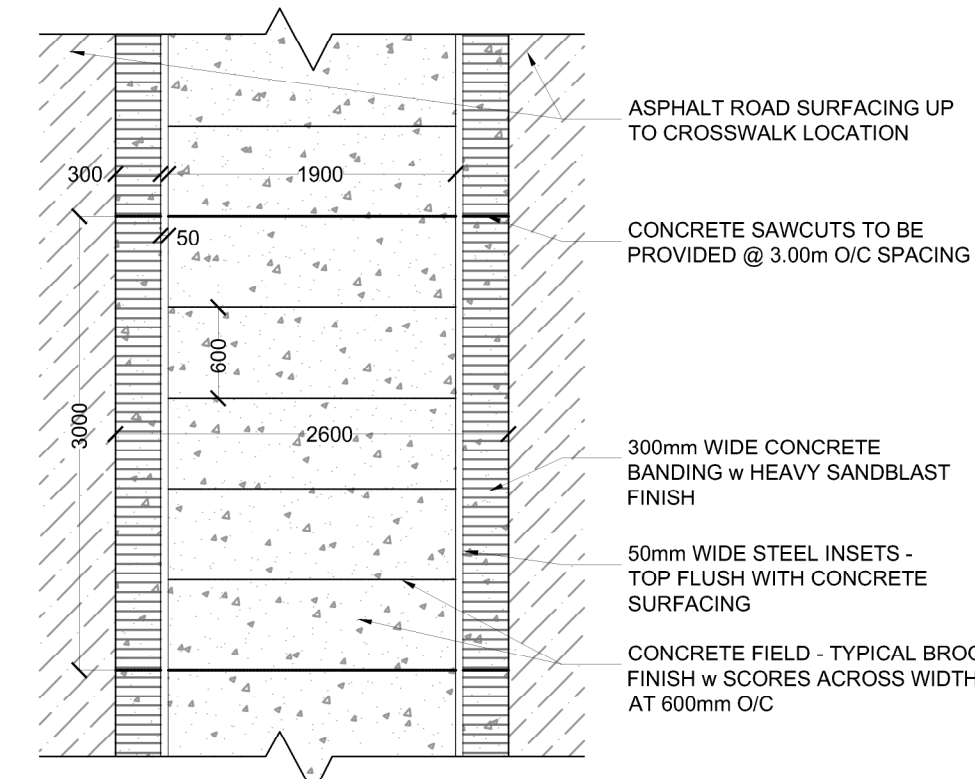 ASPHALT ROAD SURFACING UP
TO CROSSWALK LOCATION
300
1900
CONCRETE SAWCUTS TO BE
PROVIDED @ 3.00m O/C SPACING
50
600
3000
2600
300mm WIDE CONCRETE
BANDING w HEAVY SANDBLAST
FINISH
50mm WIDE STEEL INSETS -
TOP FLUSH WITH CONCRETE
SURFACING
CONCRETE FIELD - TYPICAL
FINISH w SCORES ACROSS WIDTH
AT 600mm O/C